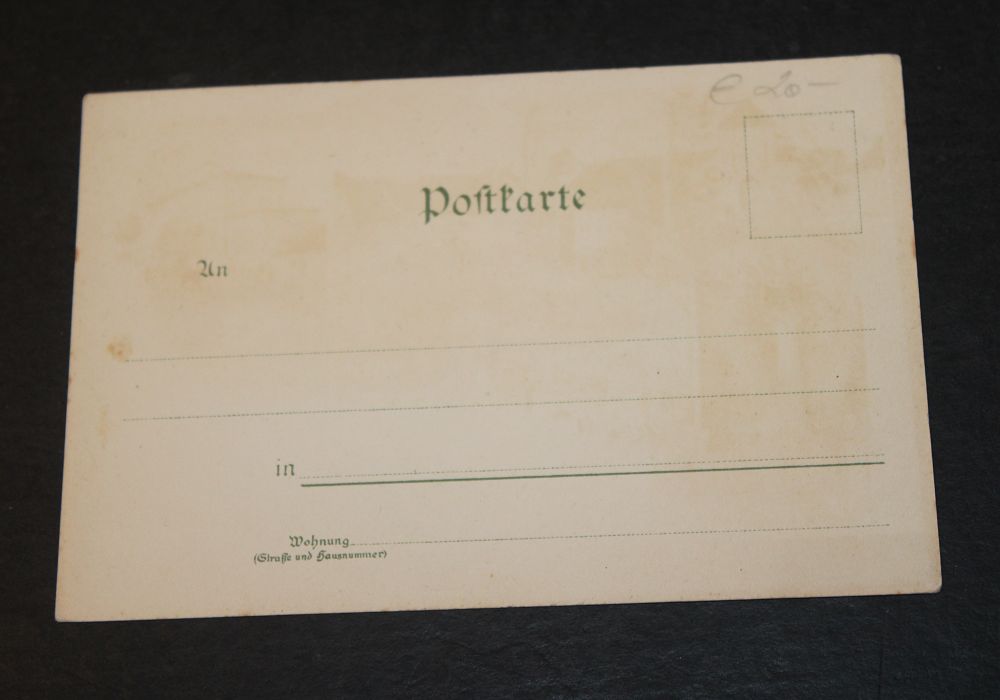 € 20-
Postkarte
An
in
Wohnung
(Straße und Hausnummer)